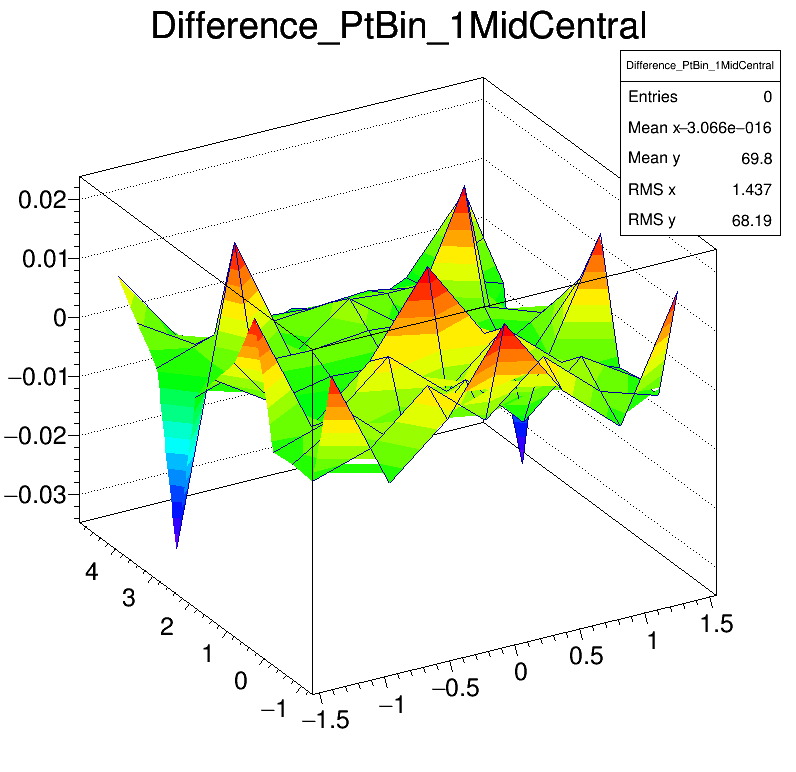 Difference_PtBin_1MidCentral
Difference_PtBin_1MidCentral
Entries 0
Mean x −3.066e−016
Mean y 69.8
RMS x 1.437
RMS y 68.19
0.02
0.01
0
−0.01
−0.02
−0.03
4
3
2
1
0
−1
−1.5
−1
−0.5
0
0.5
1
1.5